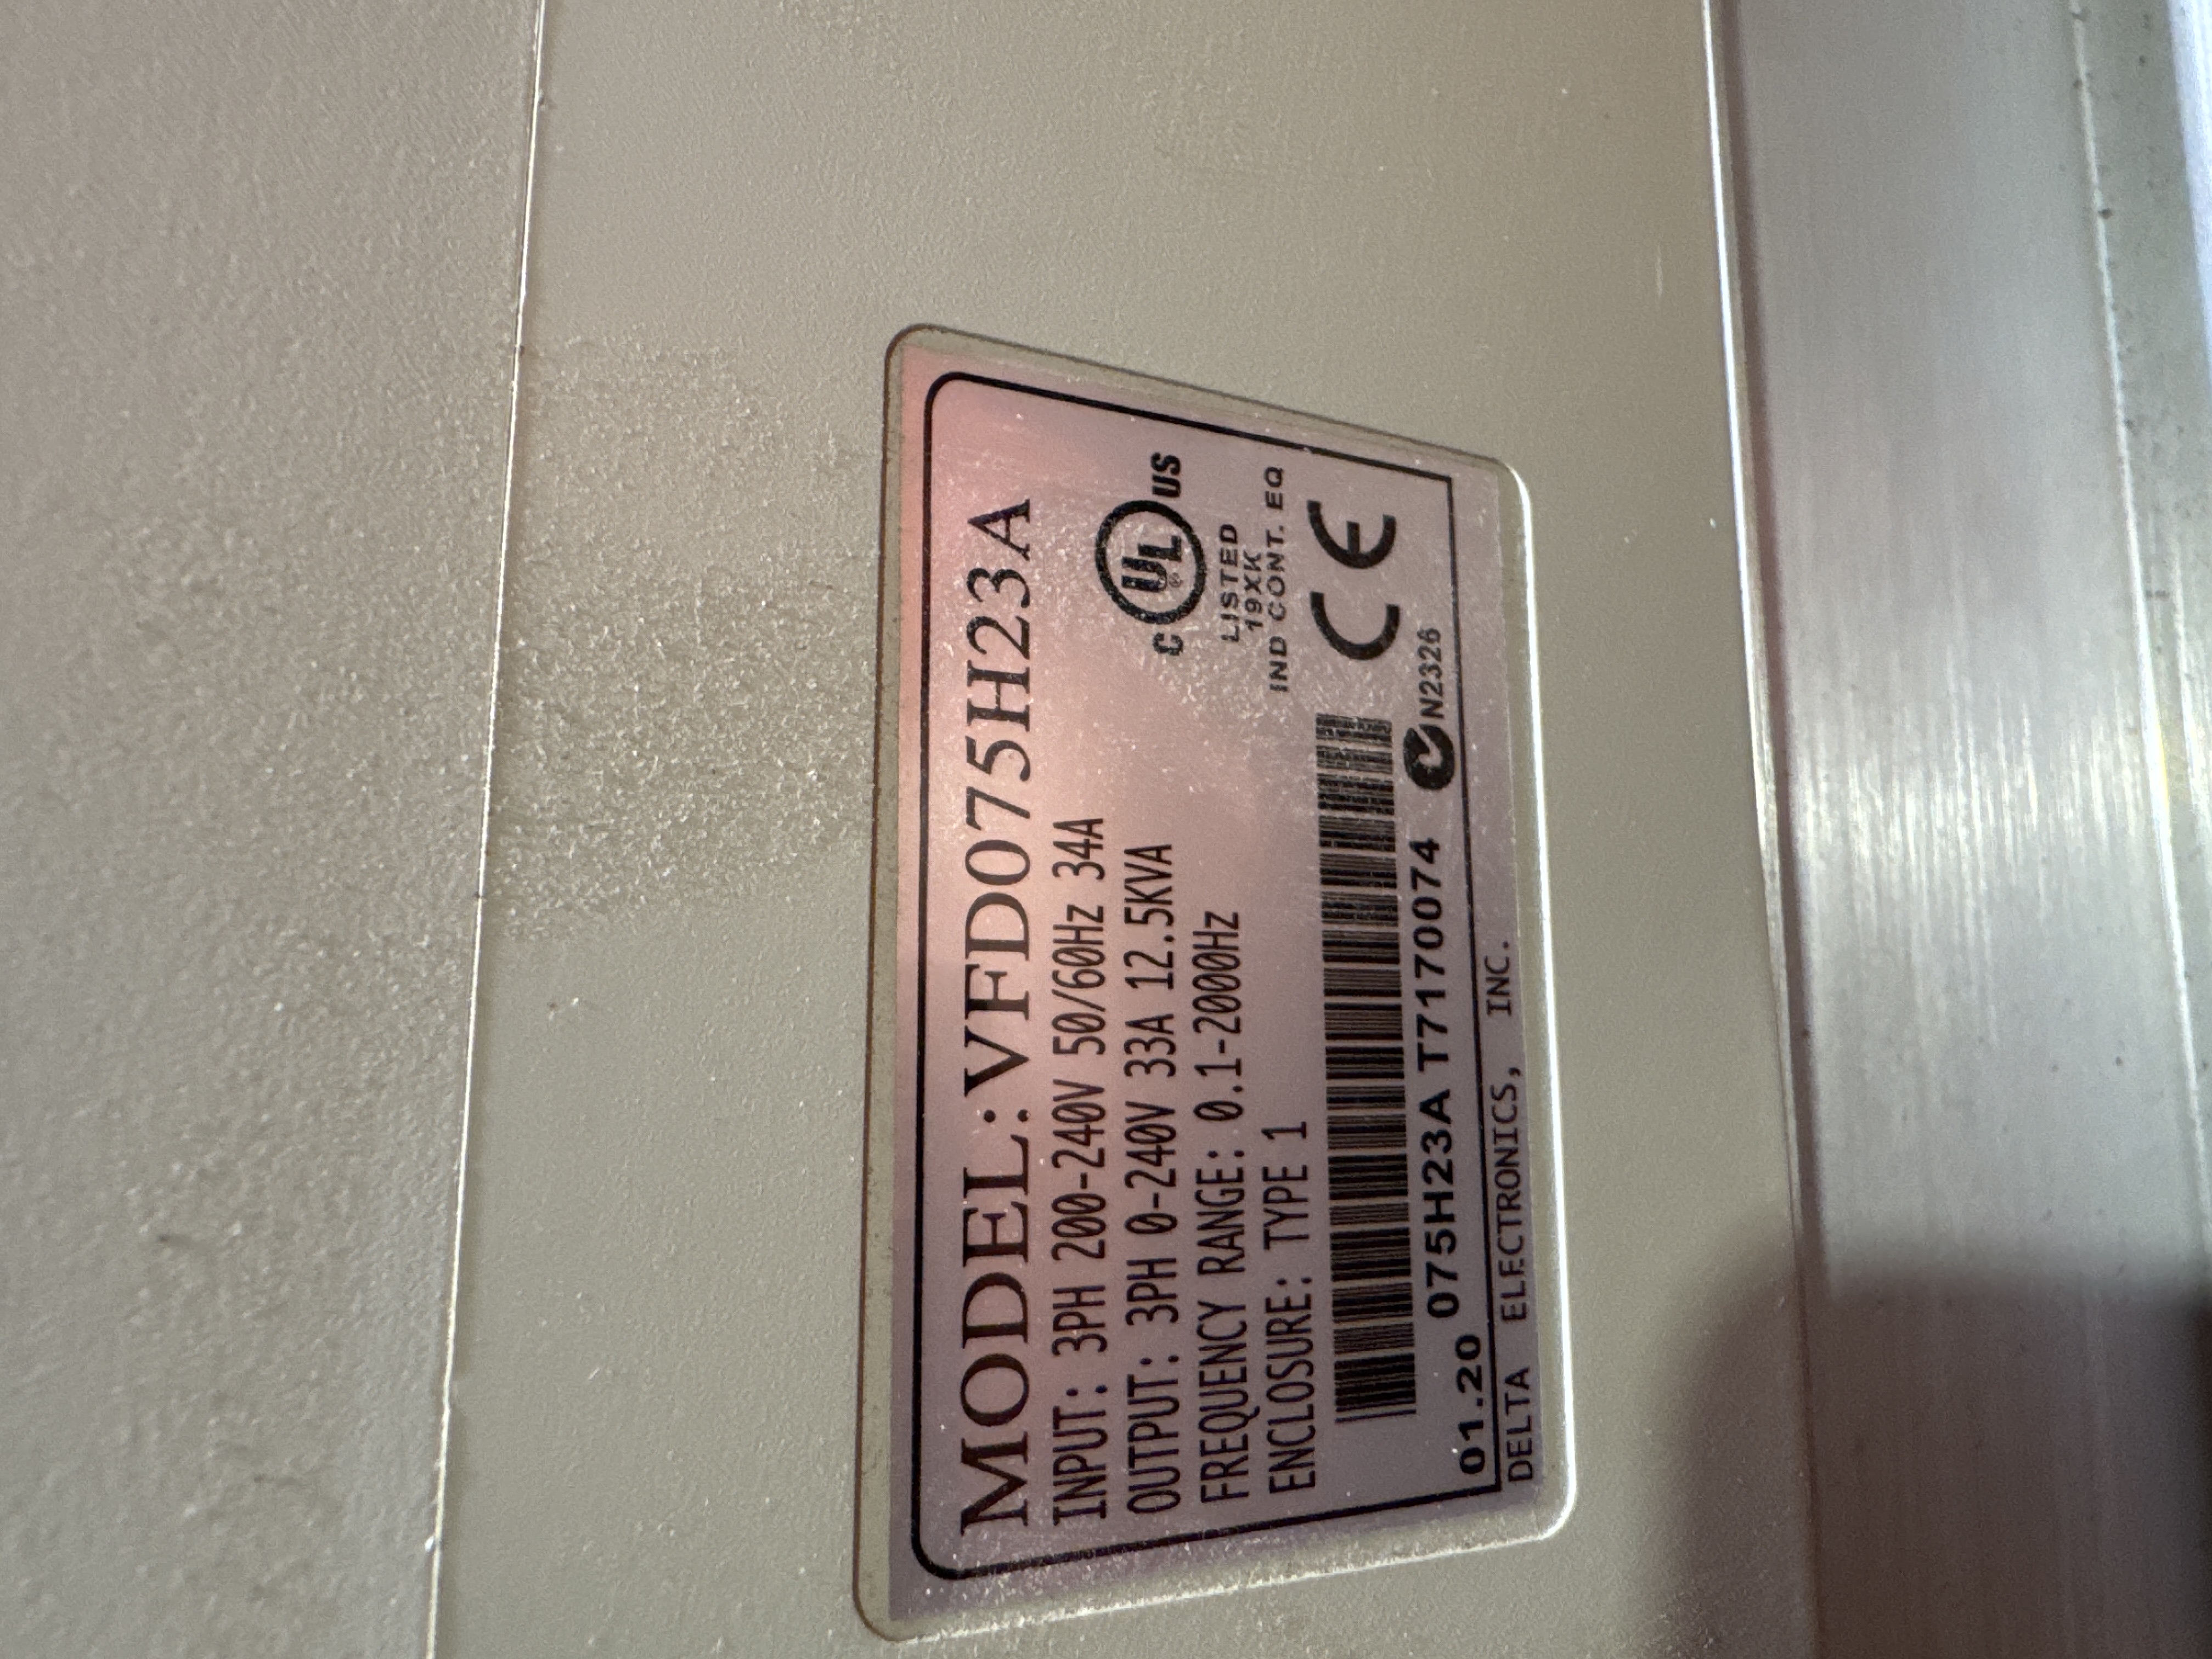 MODEL:VFD075H23A
INPUT: 3PH 200-240V 50/60Hz 34A
OUTPUT: 3PH 0-240V 33A 12.5KVA
FREQUENCY RANGE: 0.1-2000Hz
ENCLOSURE: TYPE 1
C UL US
LISTED
19XK
IND CONT. EQ
CE
075H23A T7170074
N2326
01.20
DELTA ELECTRONICS, INC.